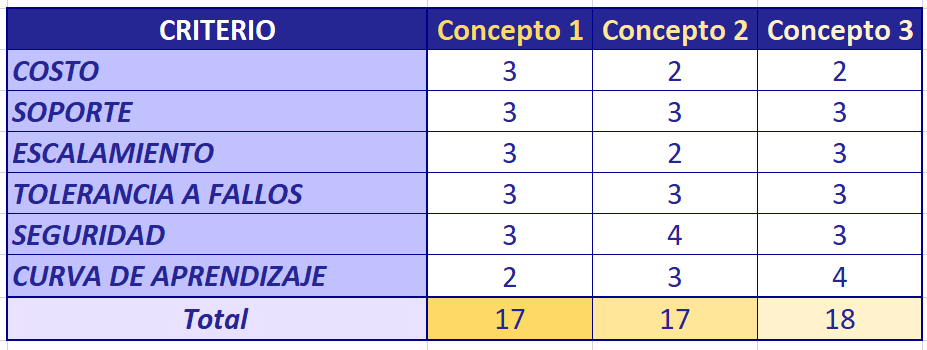 CRITERIO Concepto 1 Concepto 2 Concepto 3
COSTO 3 2 2
SOPORTE 3 3 3
ESCALAMIENTO 3 2 3
TOLERANCIA A FALLOS 3 3 3
SEGURIDAD 3 4 3
CURVA DE APRENDIZAJE 2 3 4
Total 17 17 18